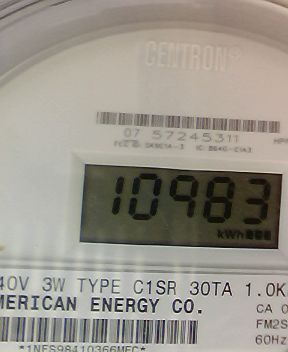 CENTRON®
07 57245311
10983
kWh
40V 3W TYPE C1SR 30TA 1.0K
MERICAN ENERGY CO.
CA 0
FM2S
60Hz
*1NFS98410366MFC*